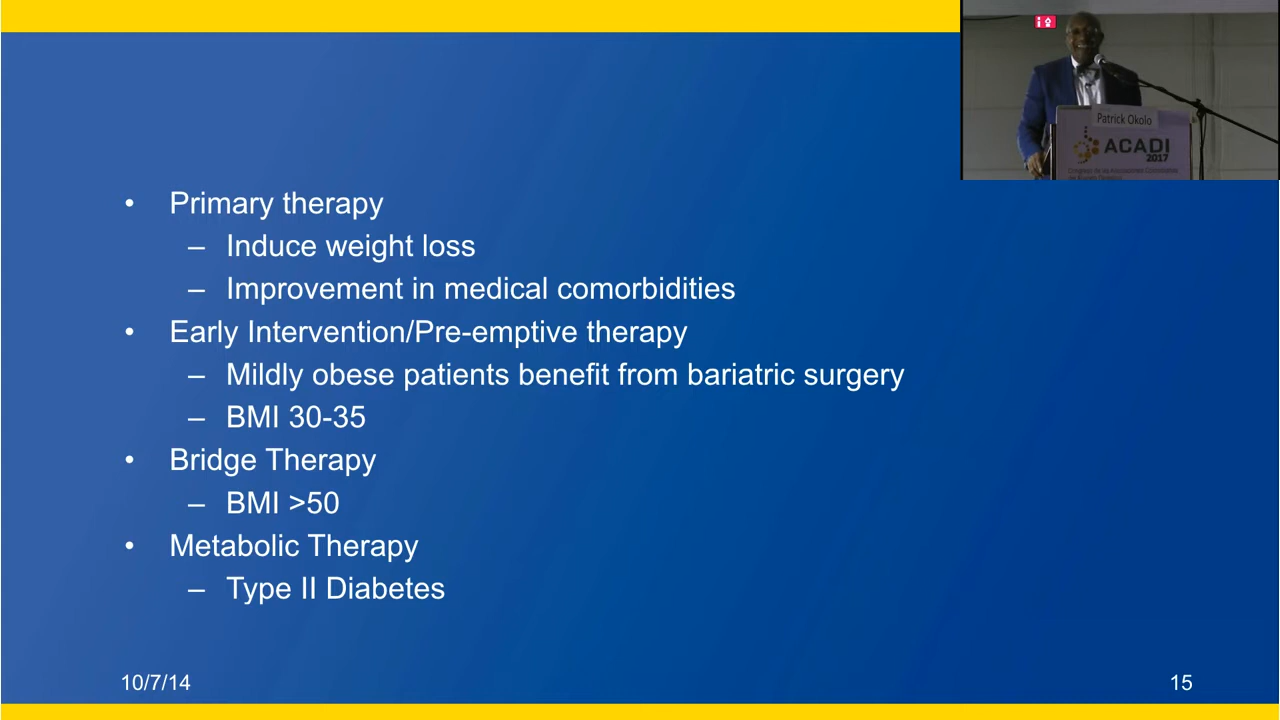 Patrick Okolo
ACADI
2017
• Primary therapy
– Induce weight loss
– Improvement in medical comorbidities
• Early Intervention/Pre-emptive therapy
– Mildly obese patients benefit from bariatric surgery
– BMI 30-35
• Bridge Therapy
– BMI >50
• Metabolic Therapy
– Type II Diabetes
10/7/14
15